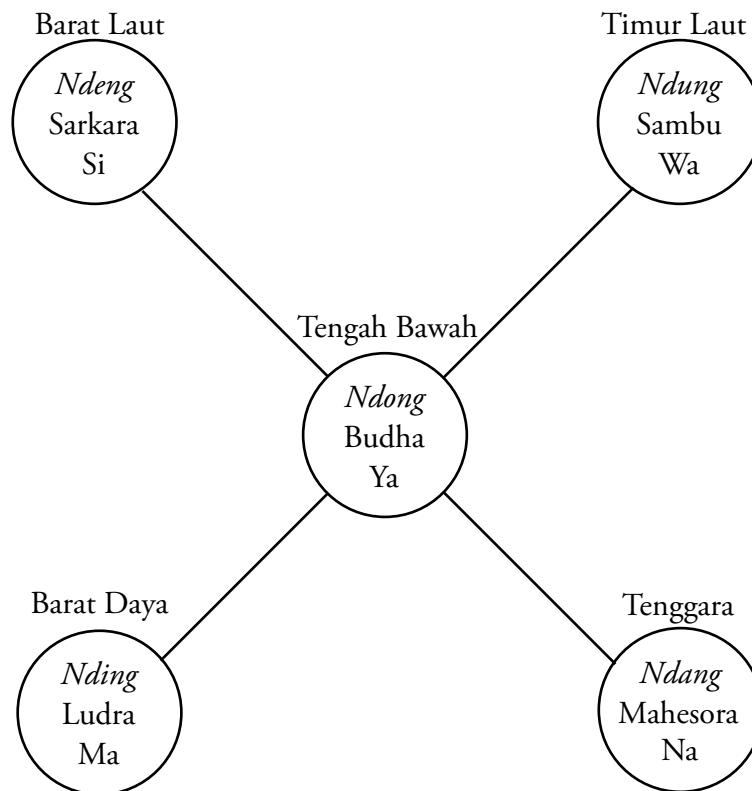 Barat Laut
Ndeng
Sarkara
Si
Timur Laut
Ndung
Sambu
Wa
Tengah Bawah
Ndong
Budha
Ya
Barat Daya
Nding
Ludra
Ma
Tenggara
Ndang
Mahesora
Na